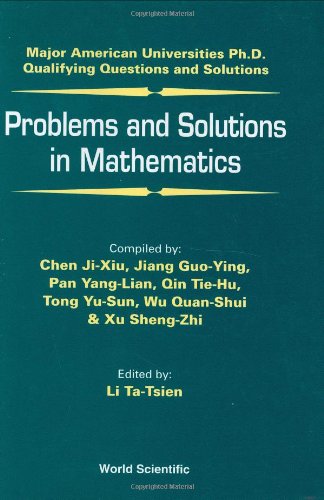 Major American Universities Ph.D.
Qualifying Questions and Solutions
Problems and Solutions
in Mathematics
Compiled by:
Chen Ji-Xiu, Jiang Guo-Ying,
Pan Yang-Lian, Qin Tie-Hu,
Tong Yu-Sun, Wu Quan-Shui
& Xu Sheng-Zhi
Edited by:
Li Ta-Tsien
World Scientific